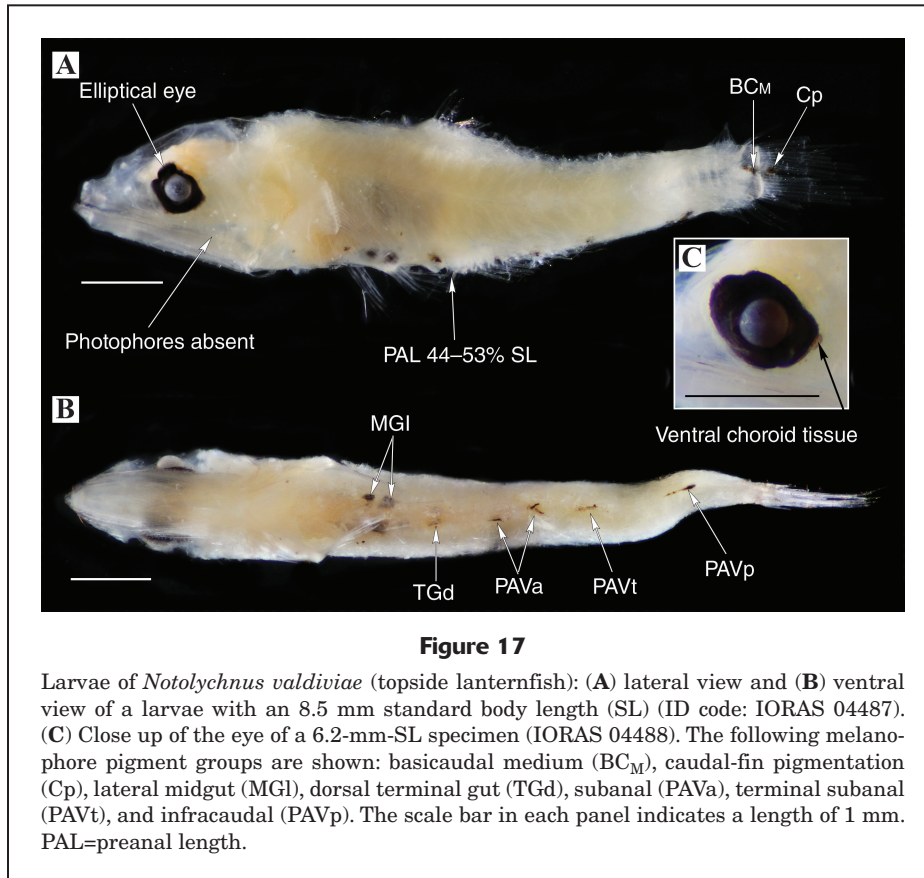 A
Elliptical eye
BCM
Cp
C
Photophores absent
PAL 44–53% SL
Ventral choroid tissue
B
MGl
TGd
PAVa
PAVt
PAVp
Figure 17
Larvae of Notolychnus valdiviae (topside lanternfish): (A) lateral view and (B) ventral
view of a larvae with an 8.5 mm standard body length (SL) (ID code: IORAS 04487).
(C) Close up of the eye of a 6.2-mm-SL specimen (IORAS 04488). The following melano-
phore pigment groups are shown: basicaudal medium (BCM), caudal-fin pigmentation
(Cp), lateral midgut (MGl), dorsal terminal gut (TGd), subanal (PAVa), terminal subanal
(PAVt), and infracaudal (PAVp). The scale bar in each panel indicates a length of 1 mm.
PAL=preanal length.